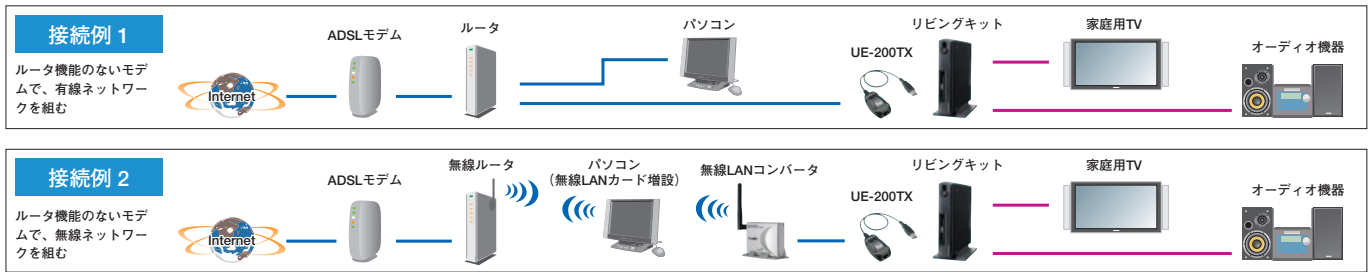 接続例 1
ルータ機能のないモデ
ムで、有線ネットワー
クを組む
Internet
ADSLモデム
ルータ
パソコン
UE-200TX
リビングキット
家庭用TV
オーディオ機器
接続例 2
ルータ機能のないモデ
ムで、無線ネットワー
クを組む
Internet
ADSLモデム
無線ルータ
パソコン
（無線LANカード増設）
無線LANコンバータ
UE-200TX
リビングキット
家庭用TV
オーディオ機器